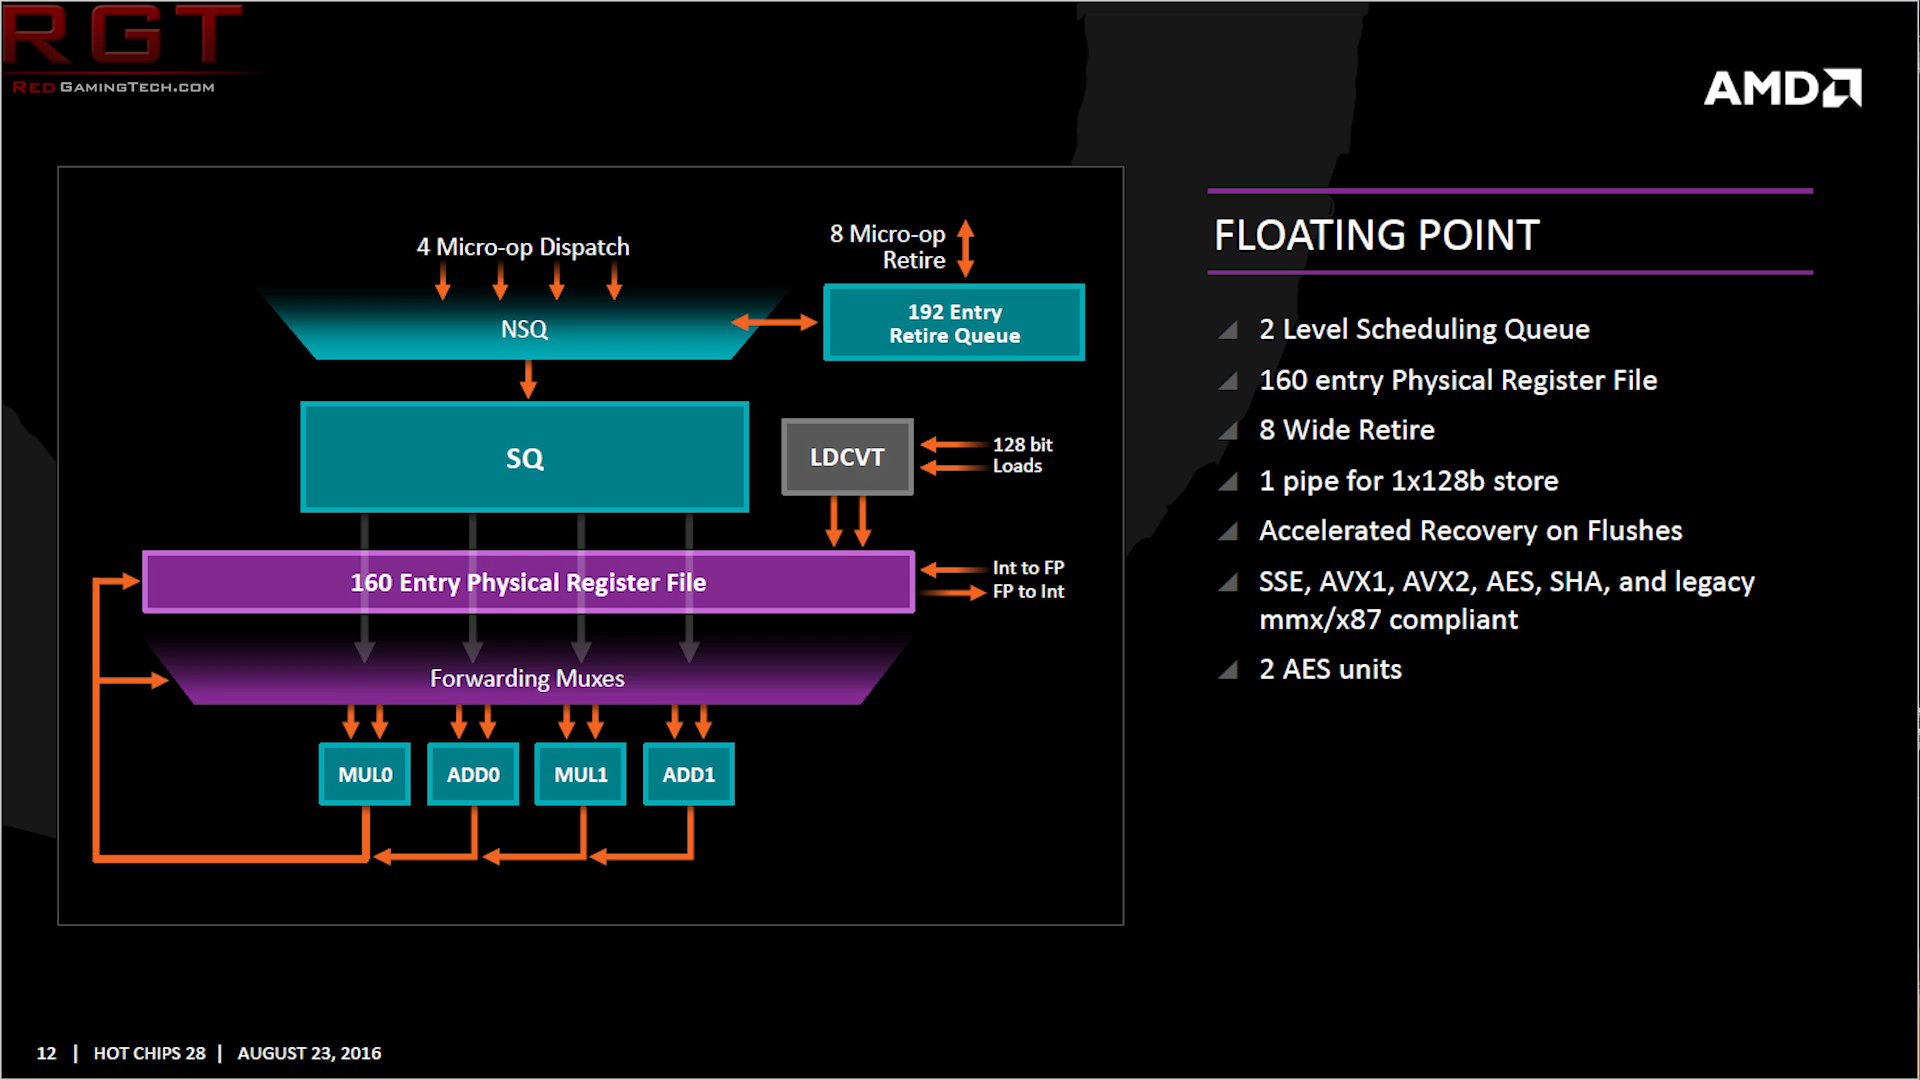 RGT
RedGamingTech.com
AMD
4 Micro-op Dispatch
8 Micro-op
Retire
NSQ
192 Entry
Retire Queue
SQ
LDCVT
128 bit
Loads
160 Entry Physical Register File
Int to FP
FP to Int
Forwarding Muxes
MUL0
ADD0
MUL1
ADD1
FLOATING POINT
2 Level Scheduling Queue
160 entry Physical Register File
8 Wide Retire
1 pipe for 1x128b store
Accelerated Recovery on Flushes
SSE, AVX1, AVX2, AES, SHA, and legacy
mmx/x87 compliant
2 AES units
12 | HOT CHIPS 28 | AUGUST 23, 2016